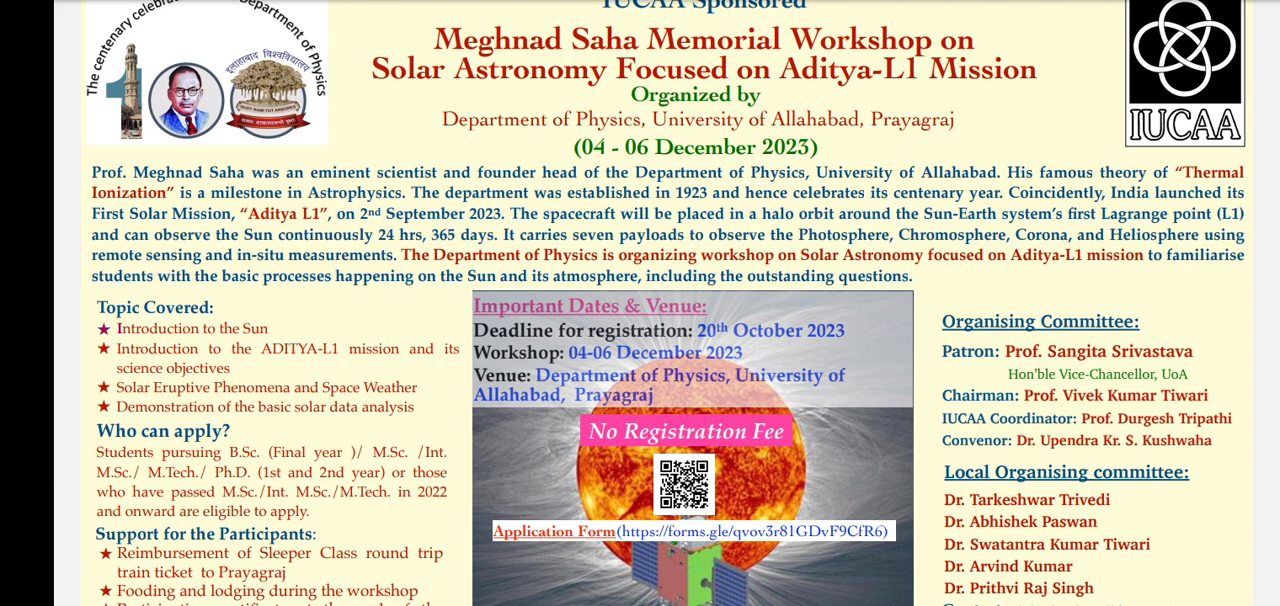 The centenary celebra
Department of Physics
इलाहाबाद विश्वविद्यालय
QUOT RAMI TOT ARBORES
IUCAA Sponsored
Meghnad Saha Memorial Workshop on
Solar Astronomy Focused on Aditya-L1 Mission
Organized by
Department of Physics, University of Allahabad, Prayagraj
(04 - 06 December 2023)
IUCAA
Prof. Meghnad Saha was an eminent scientist and founder head of the Department of Physics, University of Allahabad. His famous theory of “Thermal
Ionization” is a milestone in Astrophysics. The department was established in 1923 and hence celebrates its centenary year. Coincidently, India launched its
First Solar Mission, “Aditya L1”, on 2nd September 2023. The spacecraft will be placed in a halo orbit around the Sun-Earth system’s first Lagrange point (L1)
and can observe the Sun continuously 24 hrs, 365 days. It carries seven payloads to observe the Photosphere, Chromosphere, Corona, and Heliosphere using
remote sensing and in-situ measurements. The Department of Physics is organizing workshop on Solar Astronomy focused on Aditya-L1 mission to familiarise
students with the basic processes happening on the Sun and its atmosphere, including the outstanding questions.
Topic Covered:
★ Introduction to the Sun
★ Introduction to the ADITYA-L1 mission and its
science objectives
★ Solar Eruptive Phenomena and Space Weather
★ Demonstration of the basic solar data analysis
Who can apply?
Students pursuing B.Sc. (Final year )/ M.Sc. /Int.
M.Sc./ M.Tech./ Ph.D. (1st and 2nd year) or those
who have passed M.Sc./Int. M.Sc./M.Tech. in 2022
and onward are eligible to apply.
Support for the Participants:
★ Reimbursement of Sleeper Class round trip
train ticket to Prayagraj
★ Fooding and lodging during the workshop
Important Dates & Venue:
Deadline for registration: 20th October 2023
Workshop: 04-06 December 2023
Venue: Department of Physics, University of
Allahabad, Prayagraj
No Registration Fee
Application Form(https://forms.gle/qvov3r81GDvF9CfR6)
Organising Committee:
Patron: Prof. Sangita Srivastava
Hon’ble Vice-Chancellor, UoA
Chairman: Prof. Vivek Kumar Tiwari
IUCAA Coordinator: Prof. Durgesh Tripathi
Convenor: Dr. Upendra Kr. S. Kushwaha
Local Organising committee:
Dr. Tarkeshwar Trivedi
Dr. Abhishek Paswan
Dr. Swatantra Kumar Tiwari
Dr. Arvind Kumar
Dr. Prithvi Raj Singh